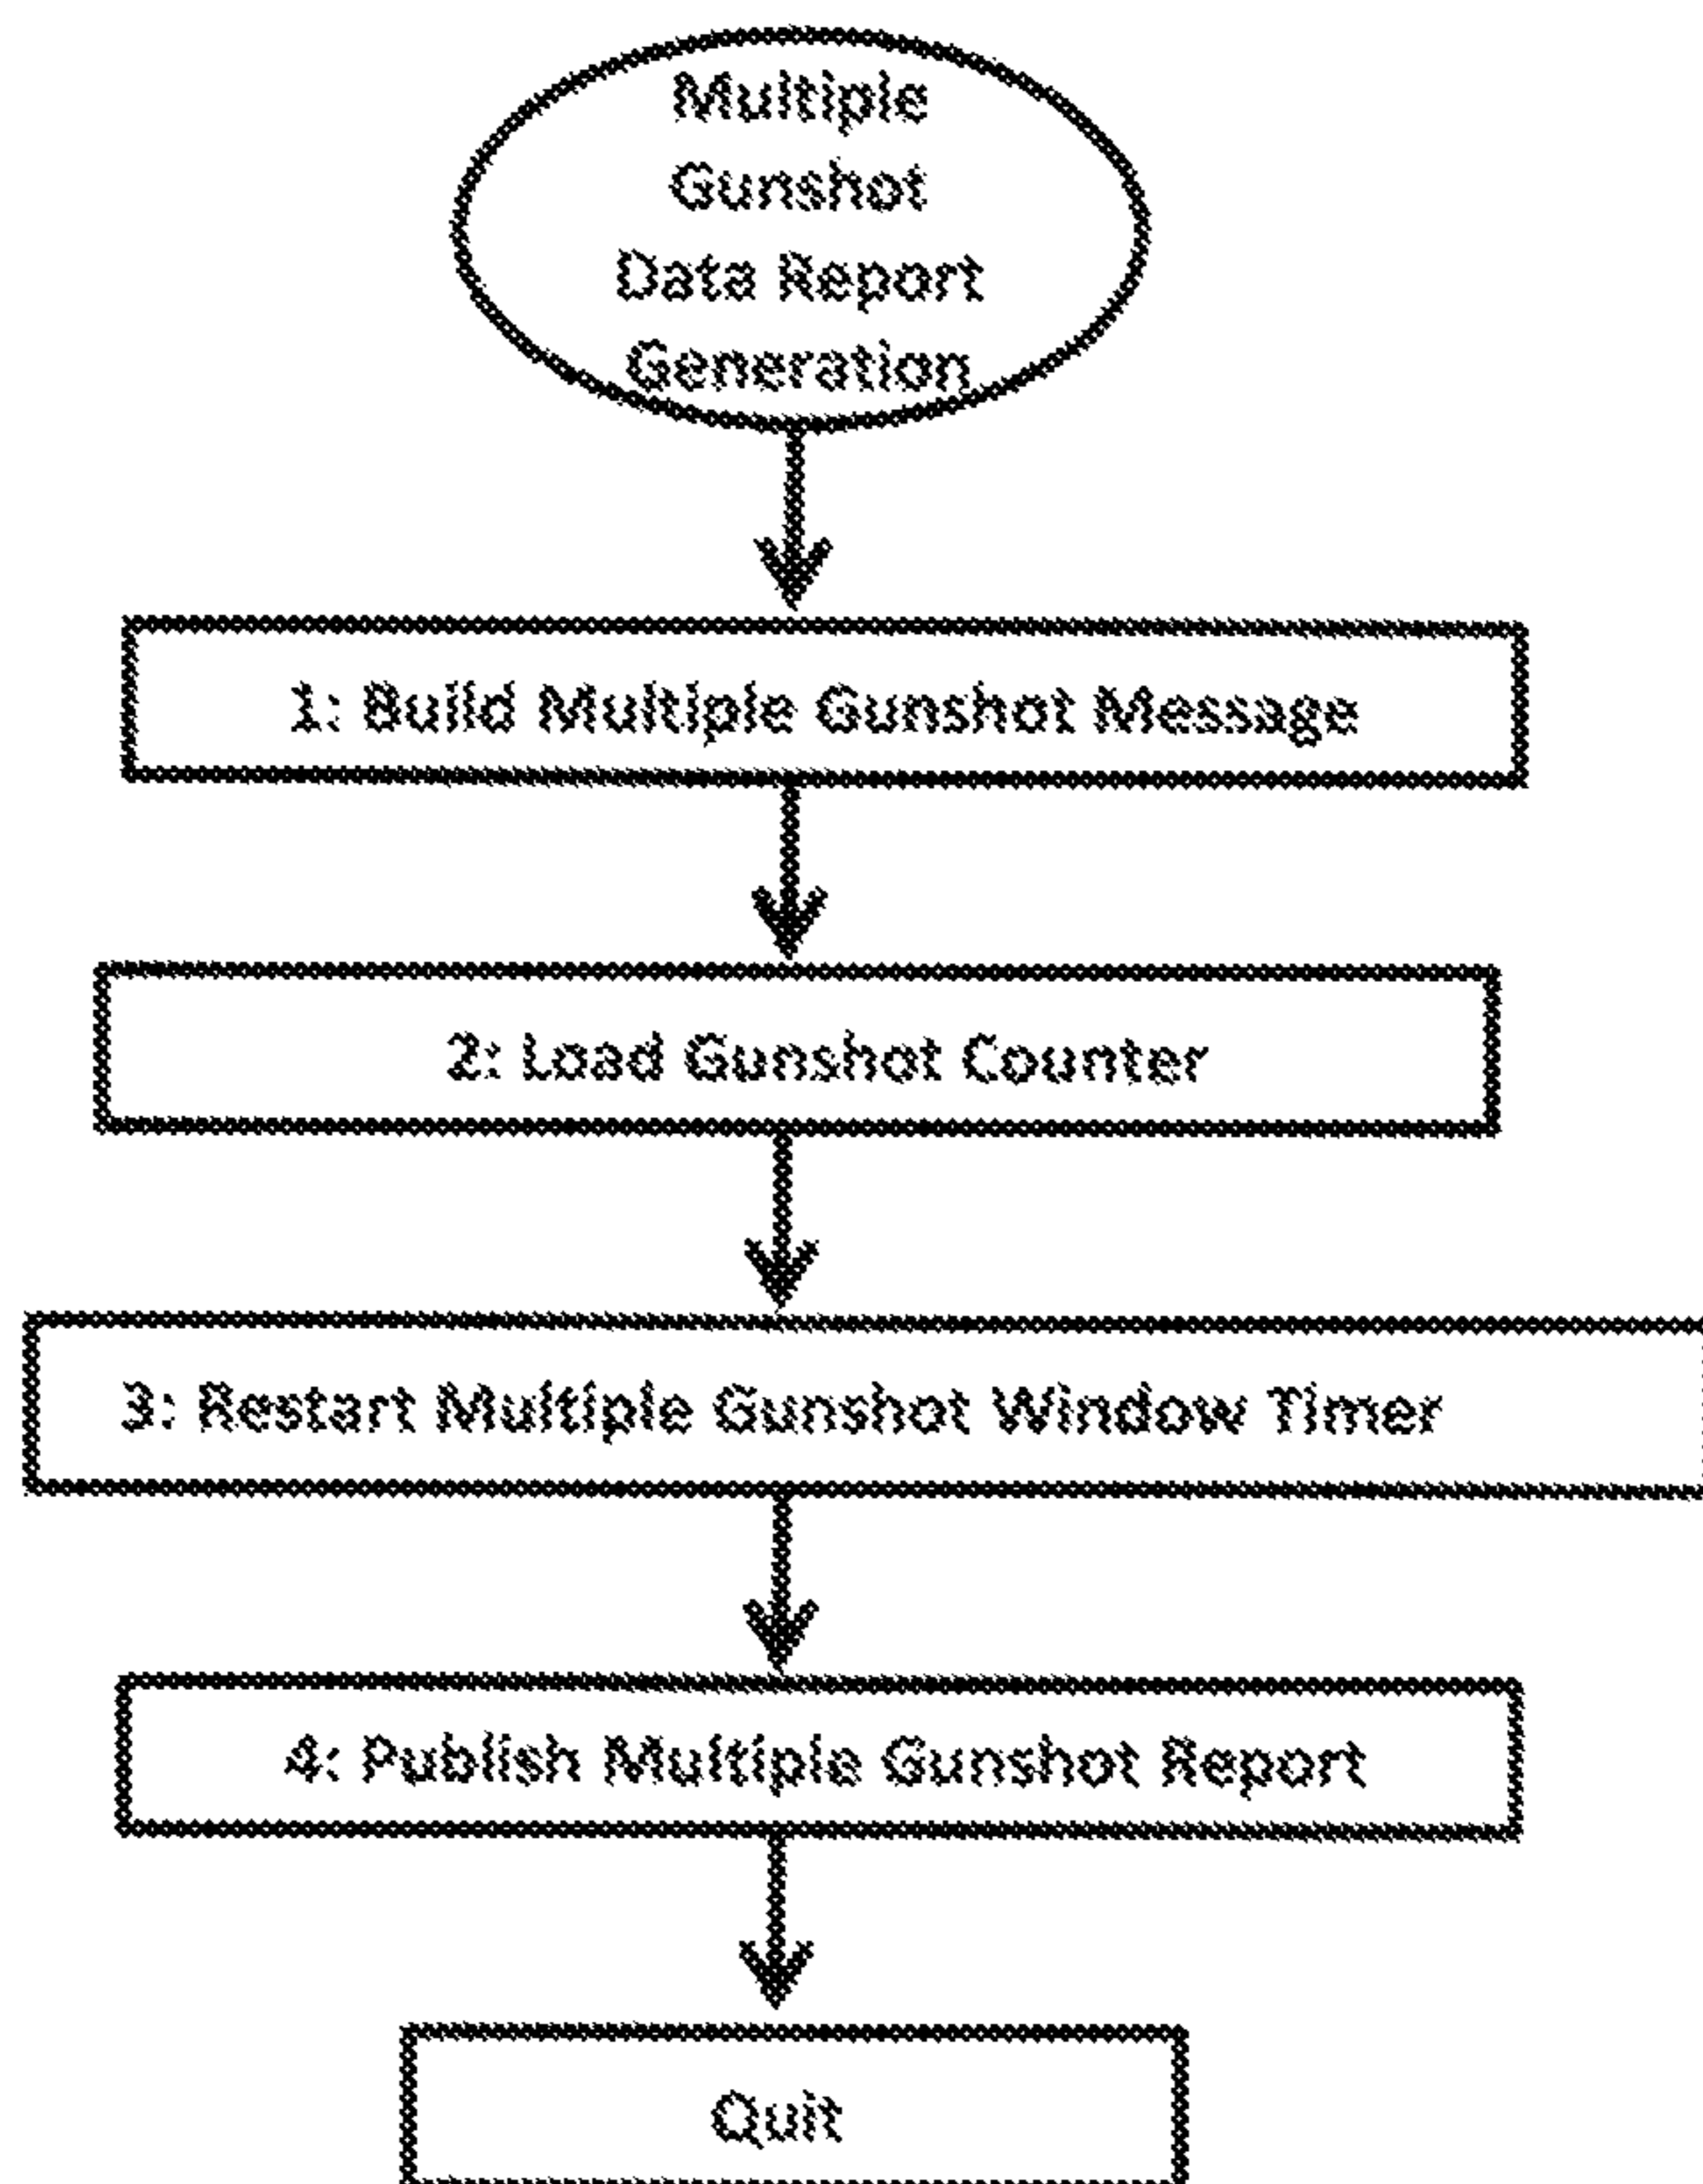 Multiple
Gunshot
Data Report
Generation
1: Build Multiple Gunshot Message
2: Load Gunshot Counter
3: Restart Multiple Gunshot Window Timer
4: Publish Multiple Gunshot Report
Quit